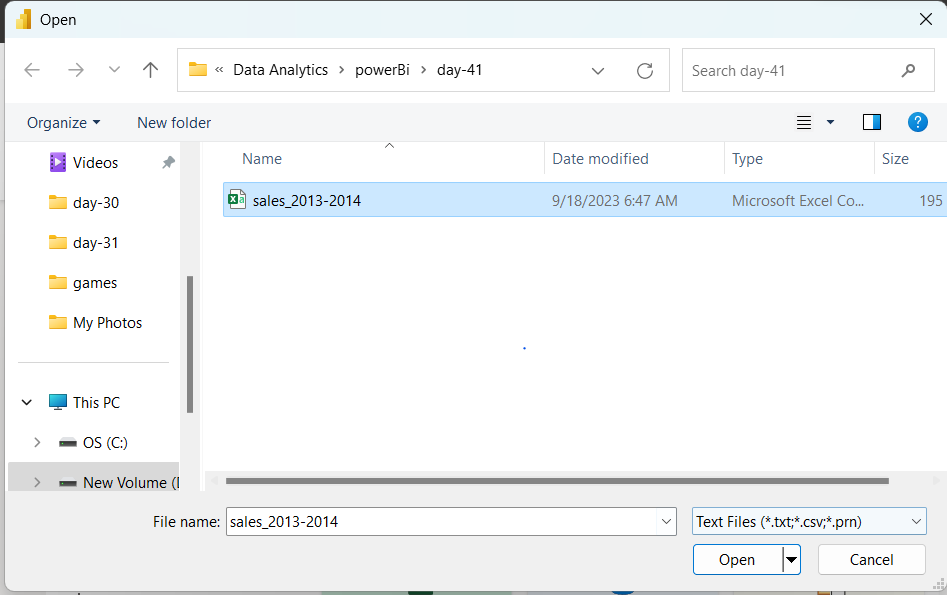 Open
« Data Analytics › powerBi › day-41
Search day-41
Organize
New folder
?
Name
Date modified
Type
Size
Videos
day-30
day-31
games
My Photos
This PC
OS (C:)
New Volume (
sales_2013-2014
9/18/2023 6:47 AM
Microsoft Excel Co...
195
File name:
sales_2013-2014
Text Files (*.txt;*.csv;*.prn)
Open
Cancel